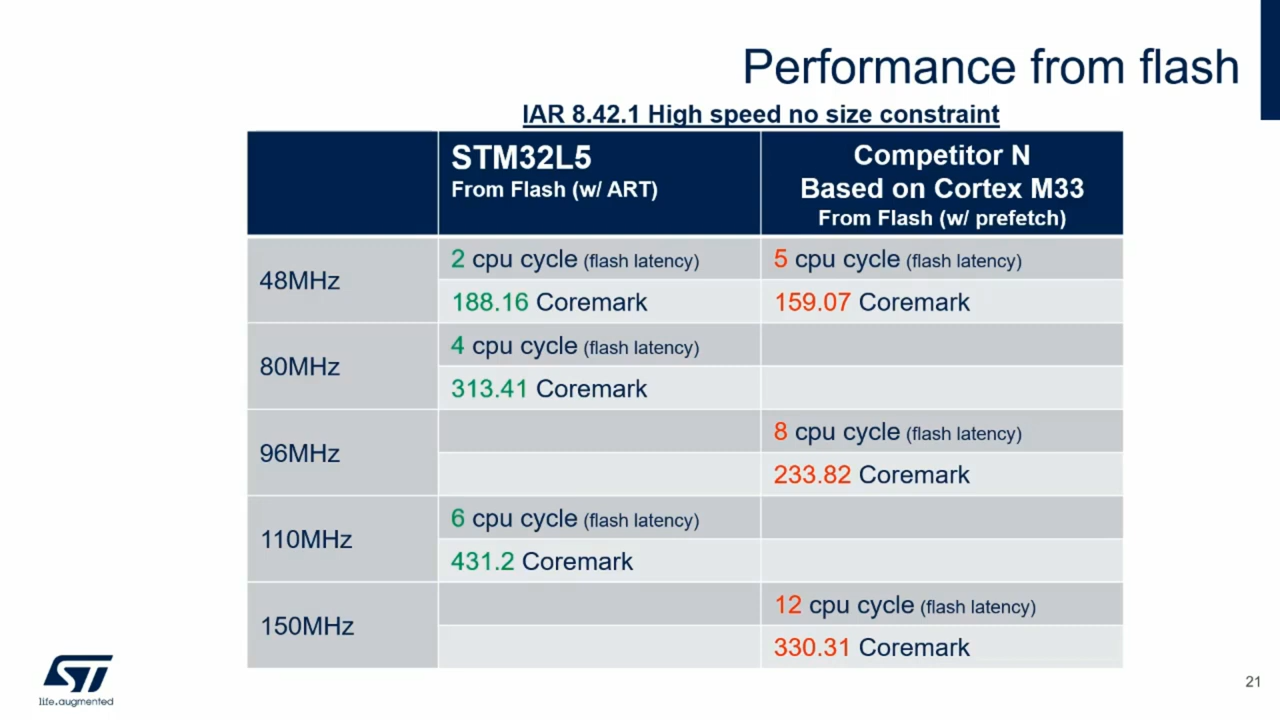 Performance from flash
IAR 8.42.1 High speed no size constraint
STM32L5
From Flash (w/ ART)
Competitor N
Based on Cortex M33
From Flash (w/ prefetch)
48MHz
2 cpu cycle (flash latency)
5 cpu cycle (flash latency)
188.16 Coremark
159.07 Coremark
80MHz
4 cpu cycle (flash latency)
313.41 Coremark
96MHz
8 cpu cycle (flash latency)
233.82 Coremark
110MHz
6 cpu cycle (flash latency)
431.2 Coremark
150MHz
12 cpu cycle (flash latency)
330.31 Coremark
ST
life.augmented
21